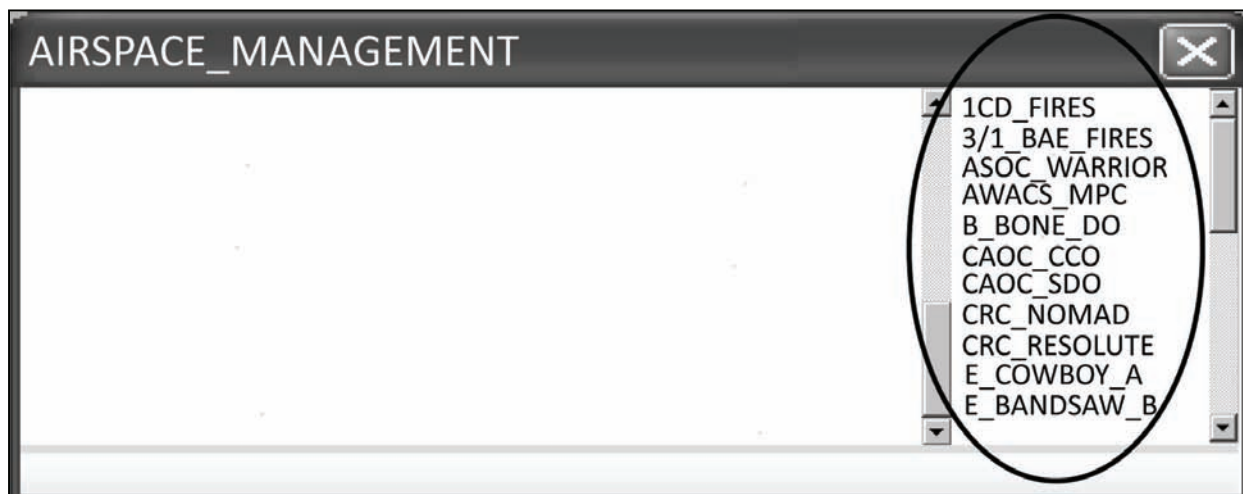 AIRSPACE_MANAGEMENT
1CD_FIRES
3/1_BAE_FIRES
ASOC_WARRIOR
AWACS_MPC
B_BONE_DO
CAOC_CCO
CAOC_SDO
CRC_NOMAD
CRC_RESOLUTE
E_COWBOY_A
E_BANDSAW_B